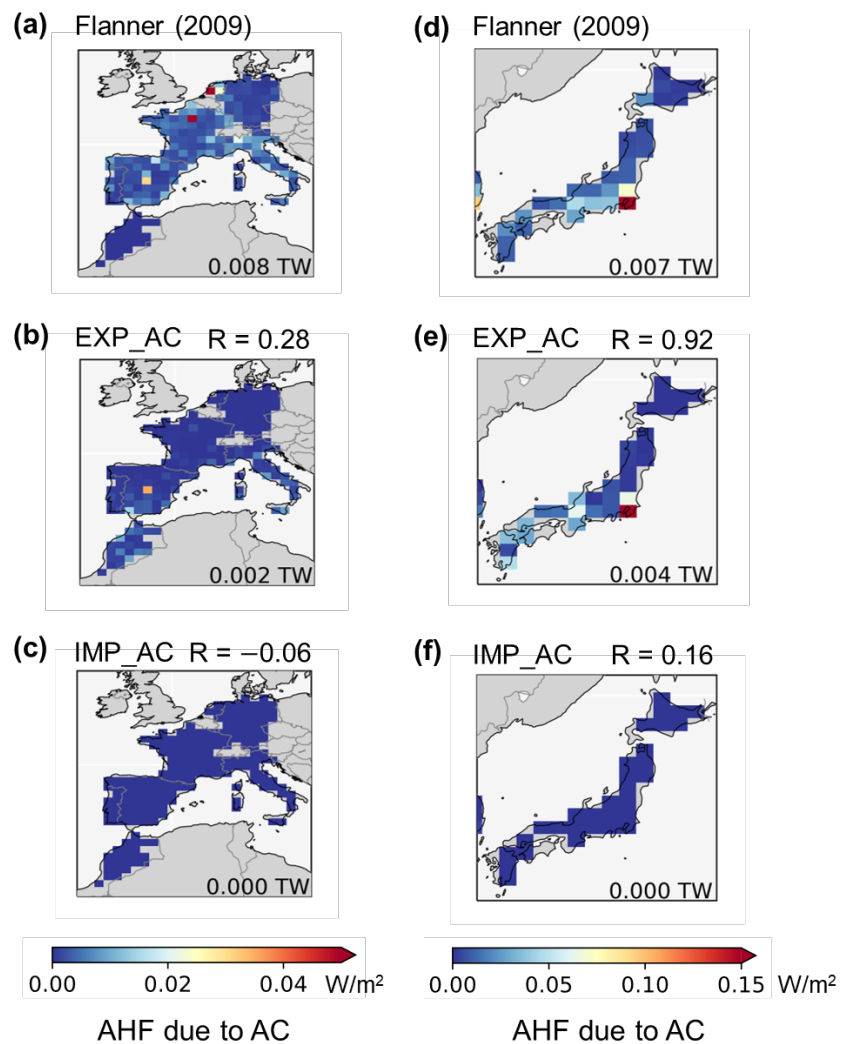 (a) Flanner (2009)
0.008 TW
(b) EXP_AC R = 0.28
0.002 TW
(c) IMP_AC R = −0.06
0.000 TW
0.00 0.02 0.04 W/m²
AHF due to AC
(d) Flanner (2009)
0.007 TW
(e) EXP_AC R = 0.92
0.004 TW
(f) IMP_AC R = 0.16
0.000 TW
0.00 0.05 0.10 0.15 W/m²
AHF due to AC